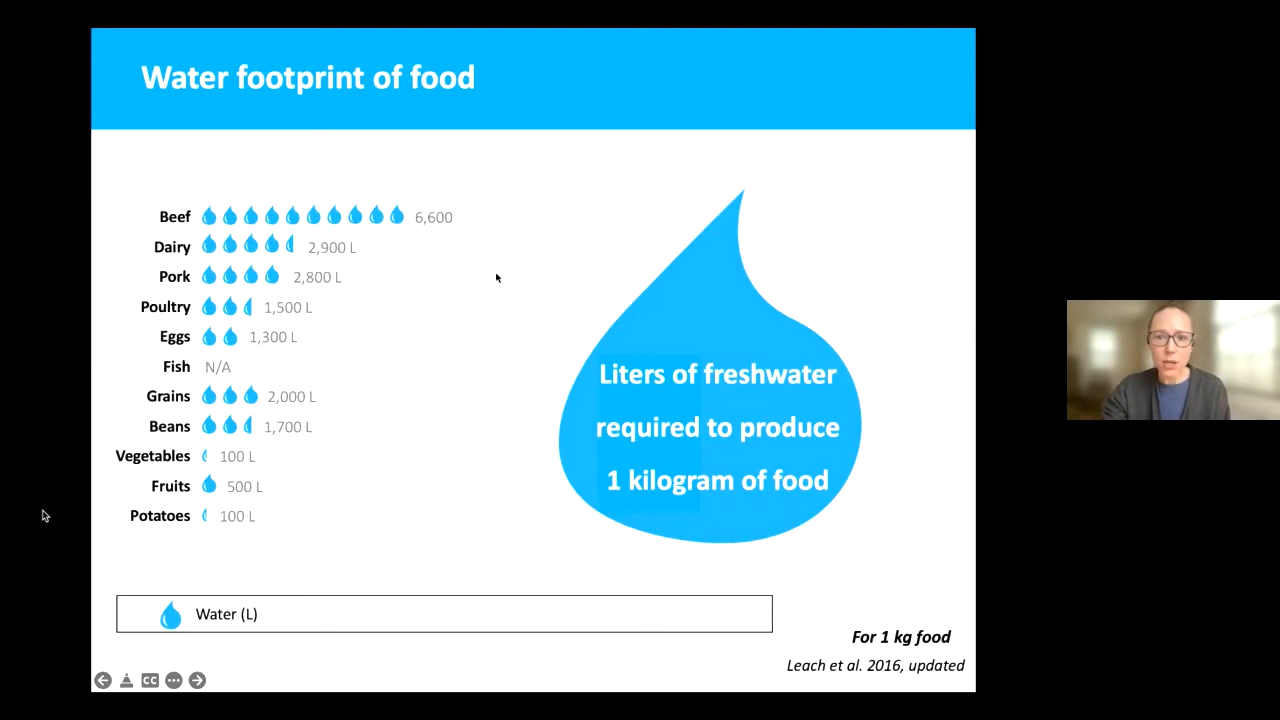 Water footprint of food
Beef 6,600
Dairy 2,900 L
Pork 2,800 L
Poultry 1,500 L
Eggs 1,300 L
Fish N/A
Grains 2,000 L
Beans 1,700 L
Vegetables 100 L
Fruits 500 L
Potatoes 100 L
Liters of freshwater
required to produce
1 kilogram of food
Water (L)
For 1 kg food
Leach et al. 2016, updated
CC